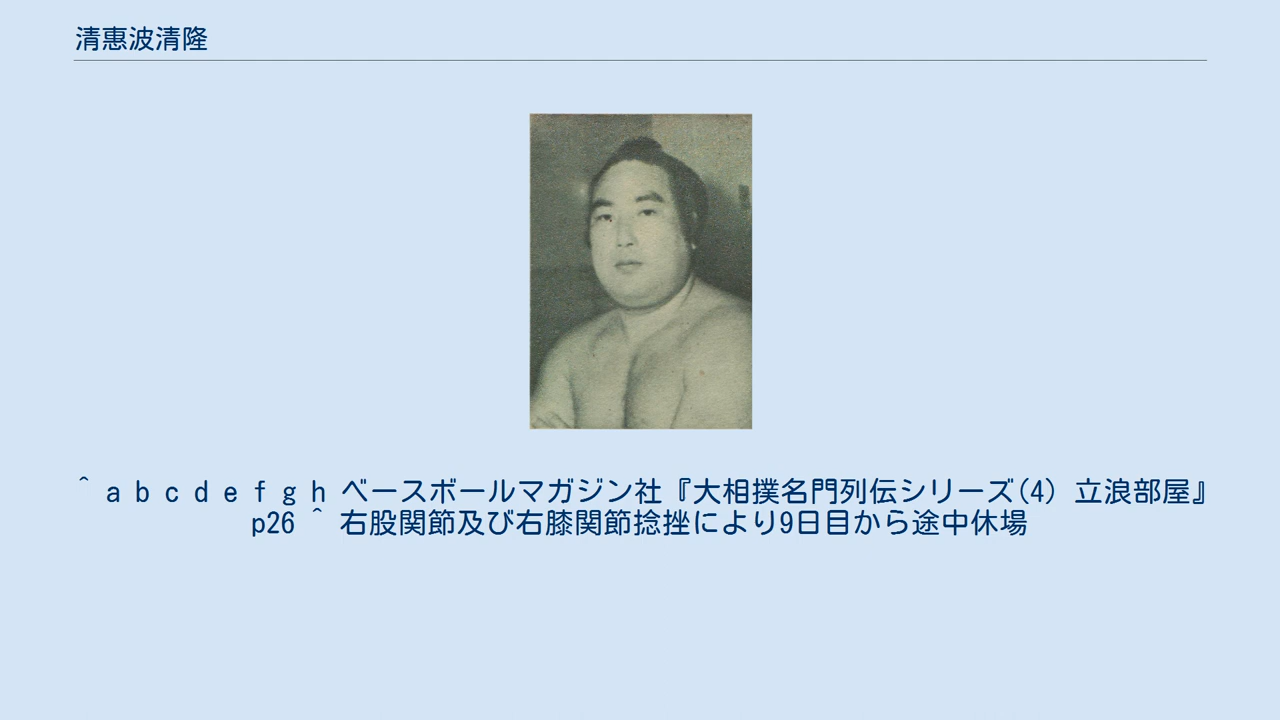 清惠波清隆
^ a b c d e f g h ベースボールマガジン社『大相撲名門列伝シリーズ(4) 立浪部屋』
p26 ^ 右股関節及び右膝関節捻挫により9日目から途中休場